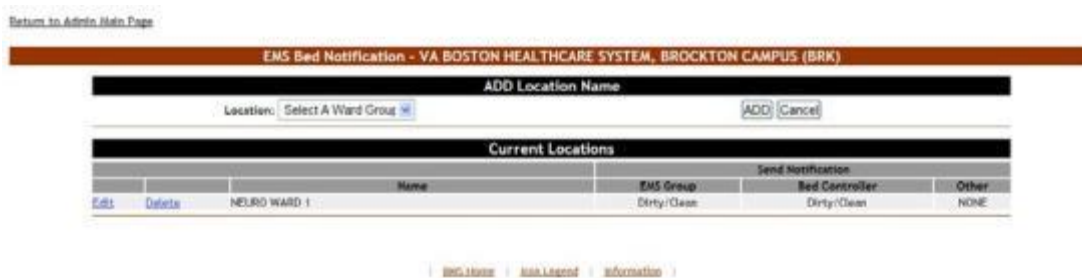 Return to Admin Main Page
EMS Bed Notification - VA BOSTON HEALTHCARE SYSTEM, BROCKTON CAMPUS (BRK)
ADD Location Name
Location: Select A Ward Group ADD Cancel
Current Locations
Send Notification
Name EMS Group Bed Controller Other
Edit Delete NEURO WARD 1 Dirty/Clean Dirty/Clean NONE
| BMS Home | Icon Legend | Information |